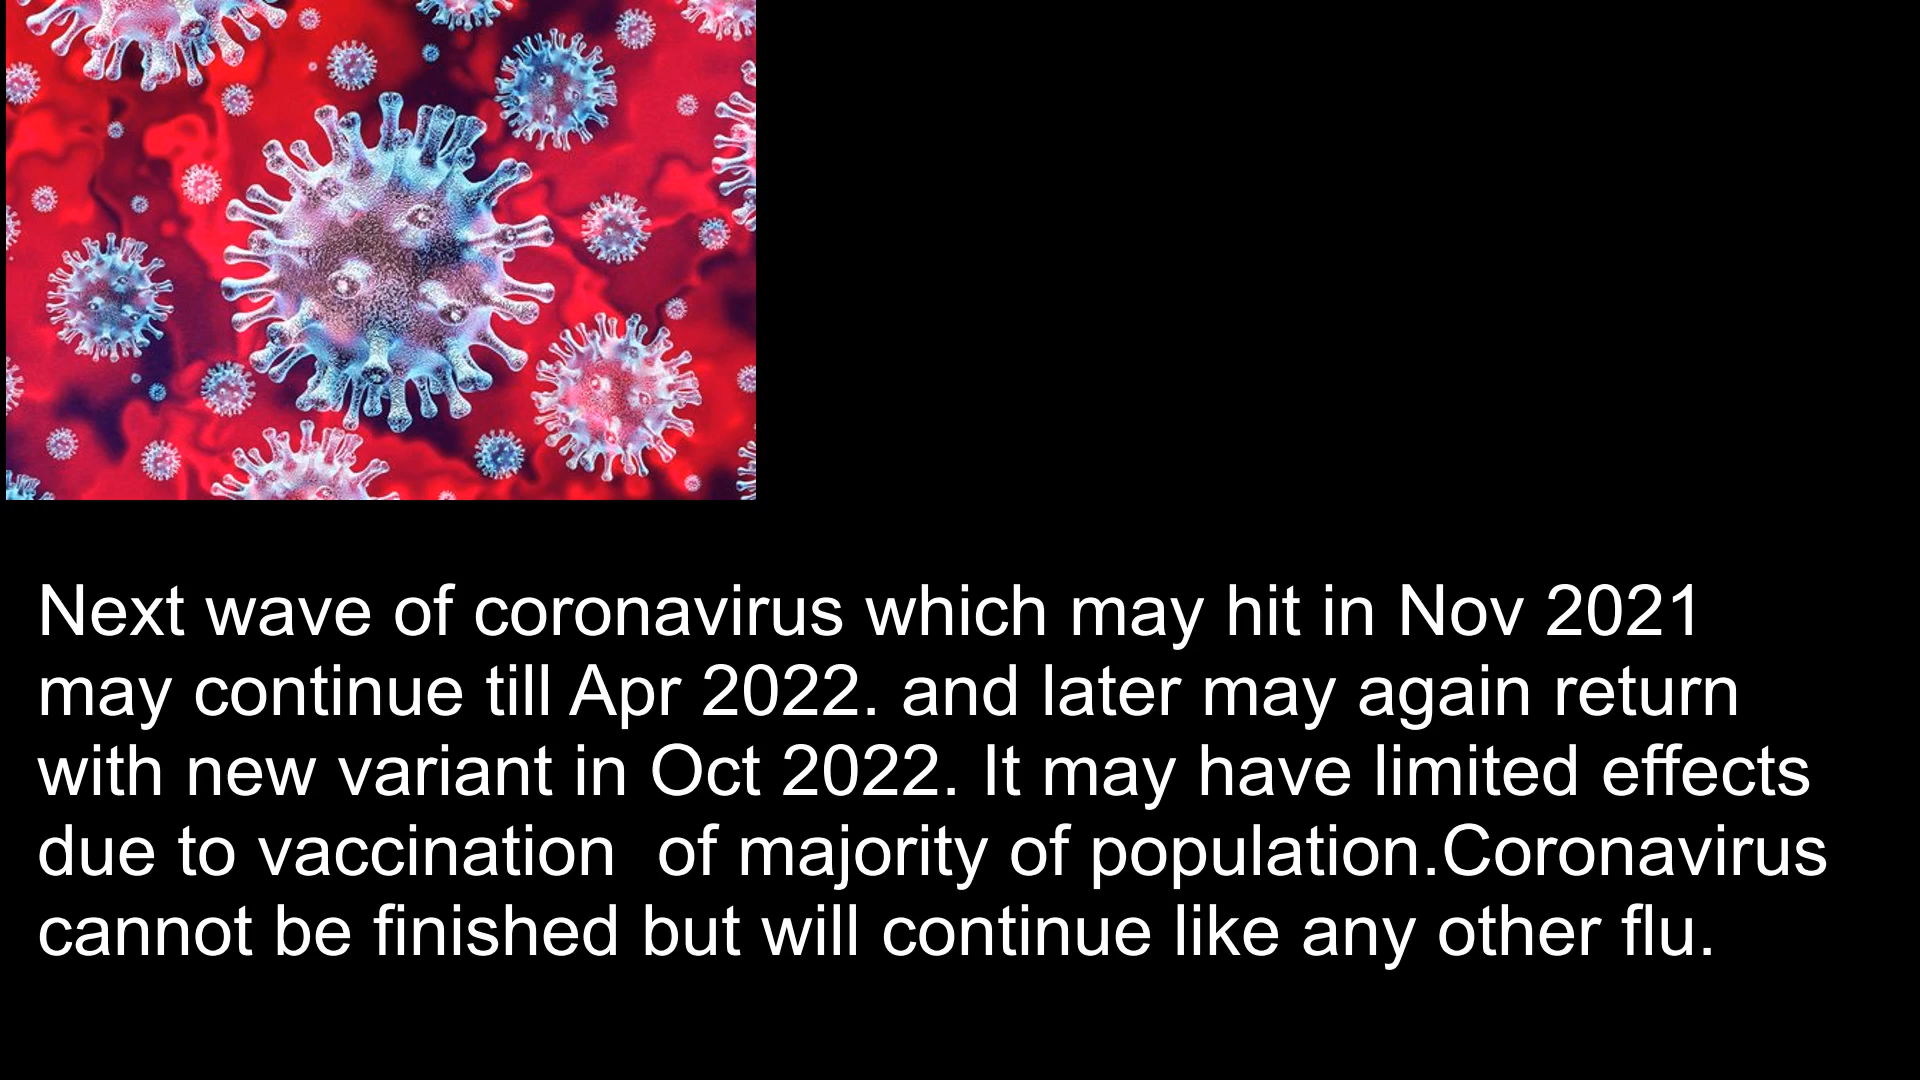 Next wave of coronavirus which may hit in Nov 2021
may continue till Apr 2022. and later may again return
with new variant in Oct 2022. It may have limited effects
due to vaccination  of majority of population.Coronavirus
cannot be finished but will continue like any other flu.